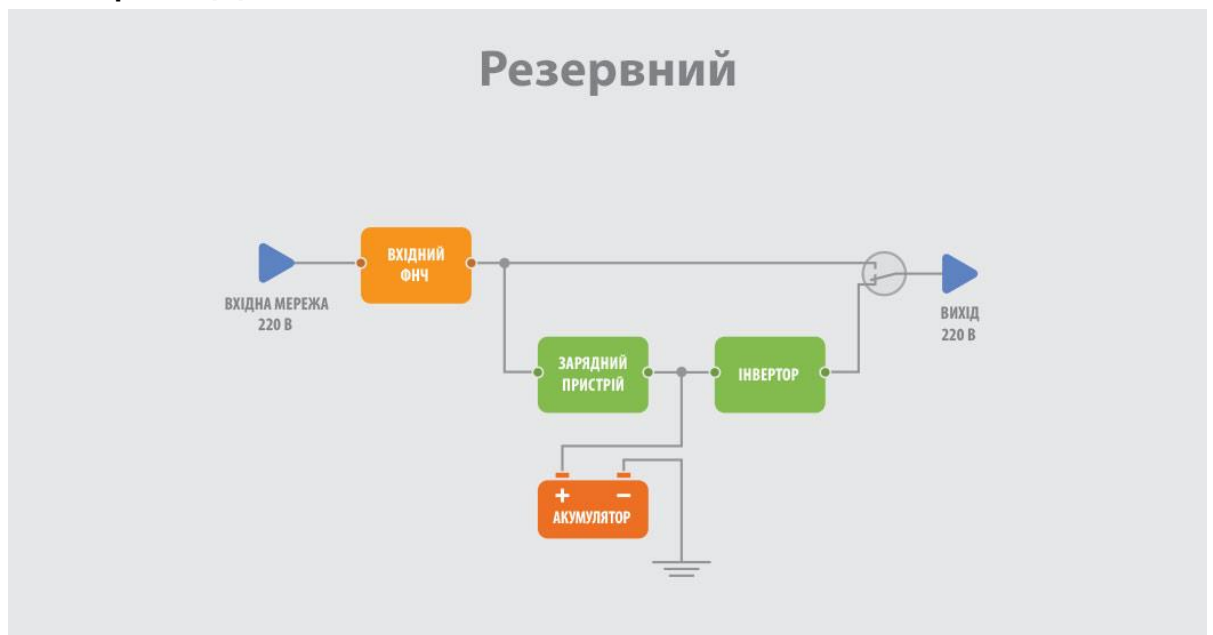 Резервний
ВХІДНИЙ
ФНЧ
ВХІДНА МЕРЕЖА
220 В
ВИХІД
220 В
ЗАРЯДНИЙ
ПРИСТРІЙ
ІНВЕРТОР
+ −
АКУМУЛЯТОР